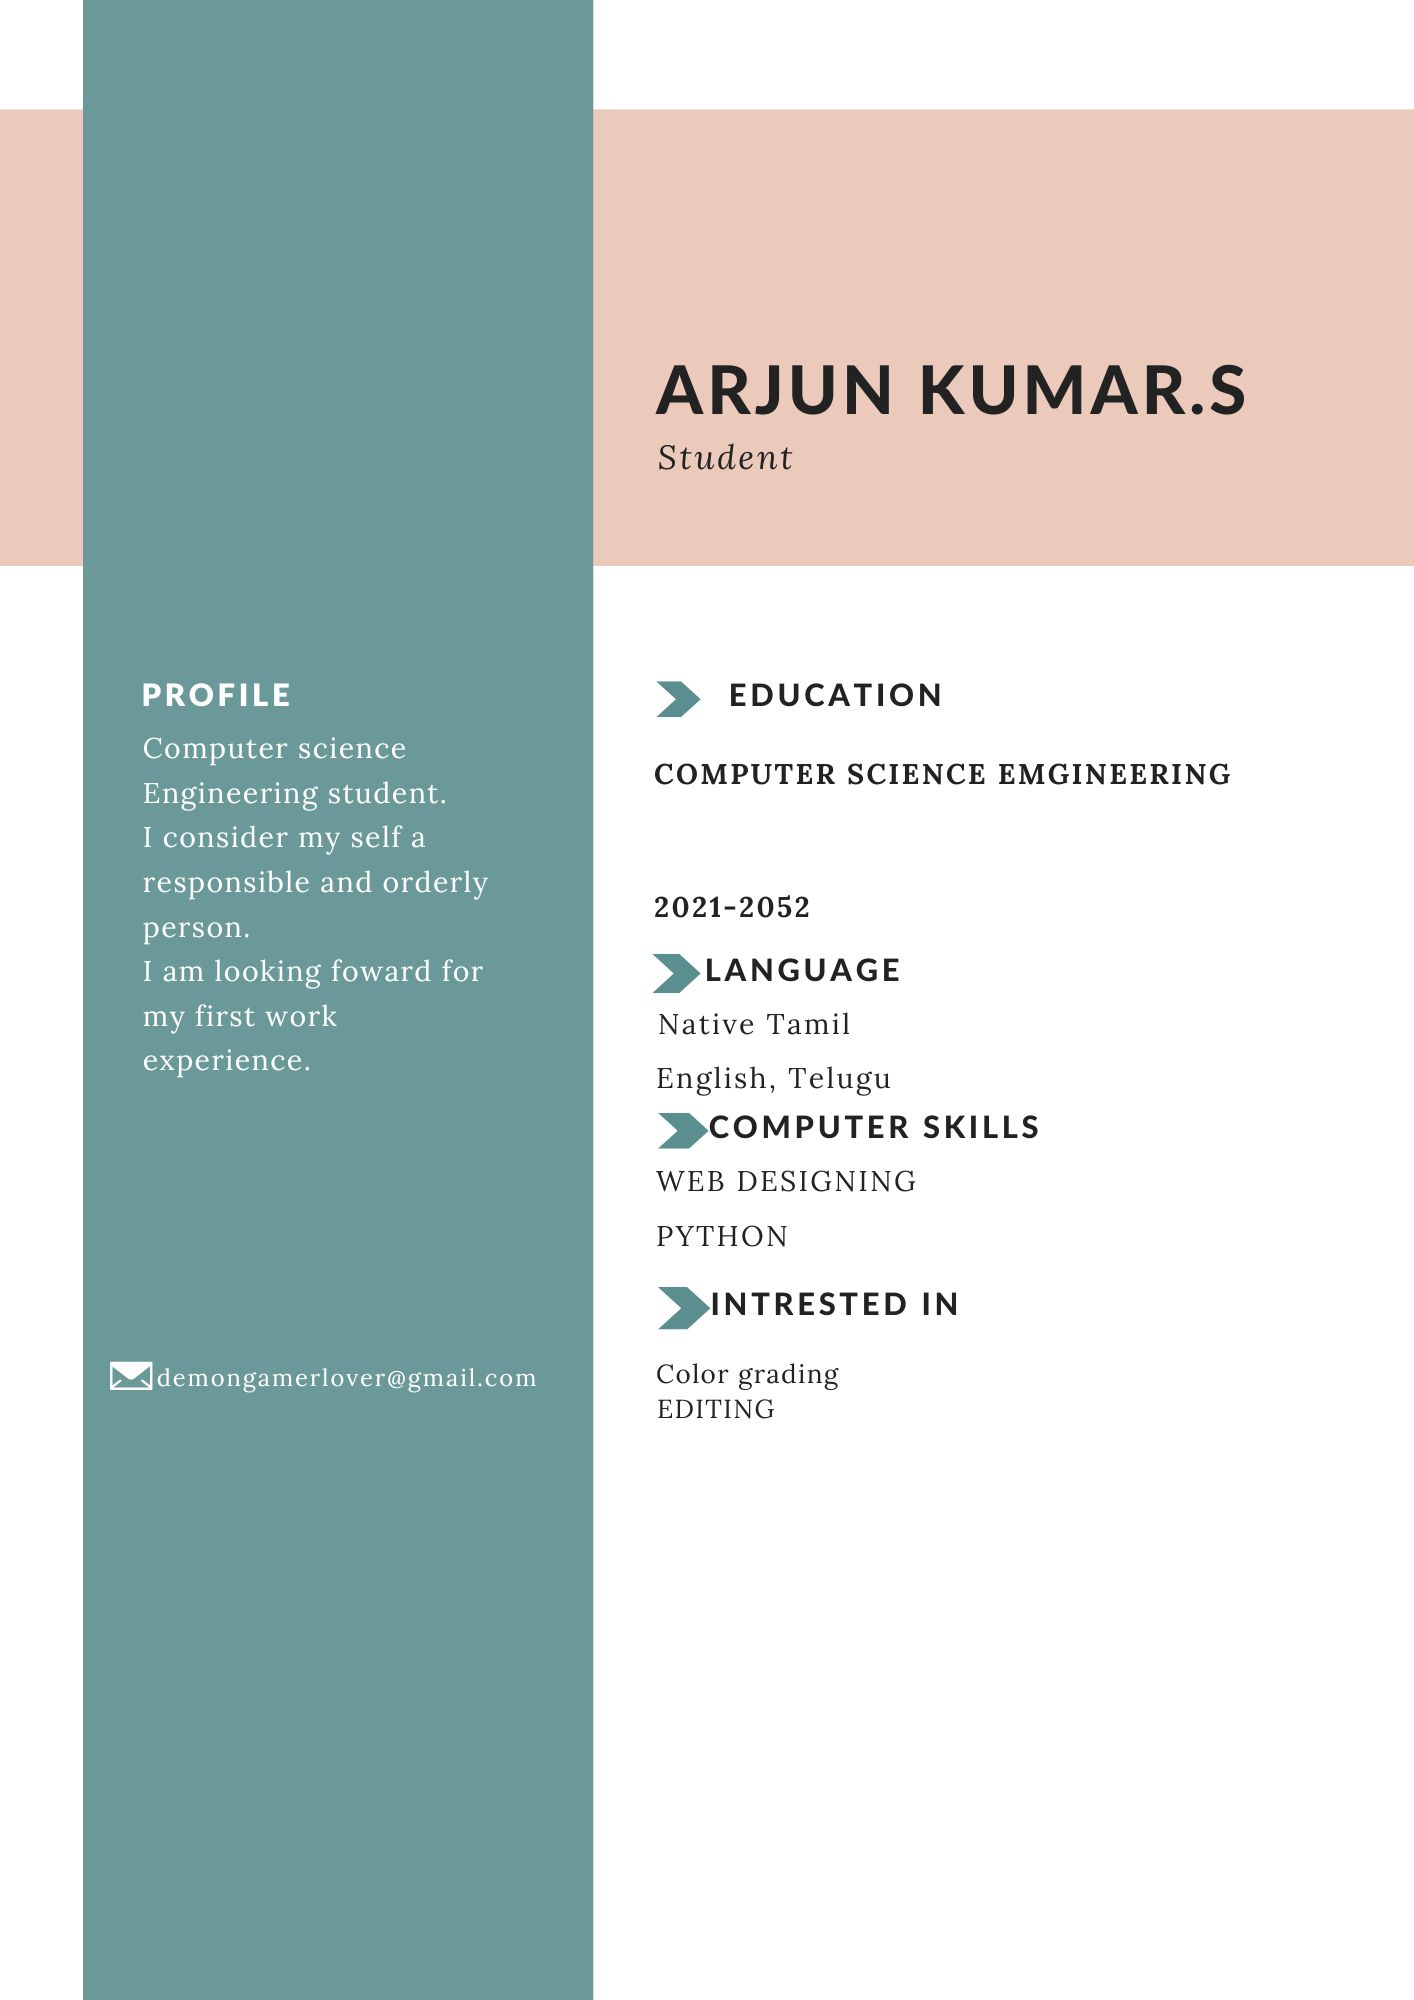 ARJUN KUMAR.S
Student
PROFILE
Computer science
Engineering student.
I consider my self a
responsible and orderly
person.
I am looking foward for
my first work
experience.
demongamerlover@gmail.com
EDUCATION
COMPUTER SCIENCE EMGINEERING
2021-2052
LANGUAGE
Native Tamil
English, Telugu
COMPUTER SKILLS
WEB DESIGNING
PYTHON
INTRESTED IN
Color grading
EDITING